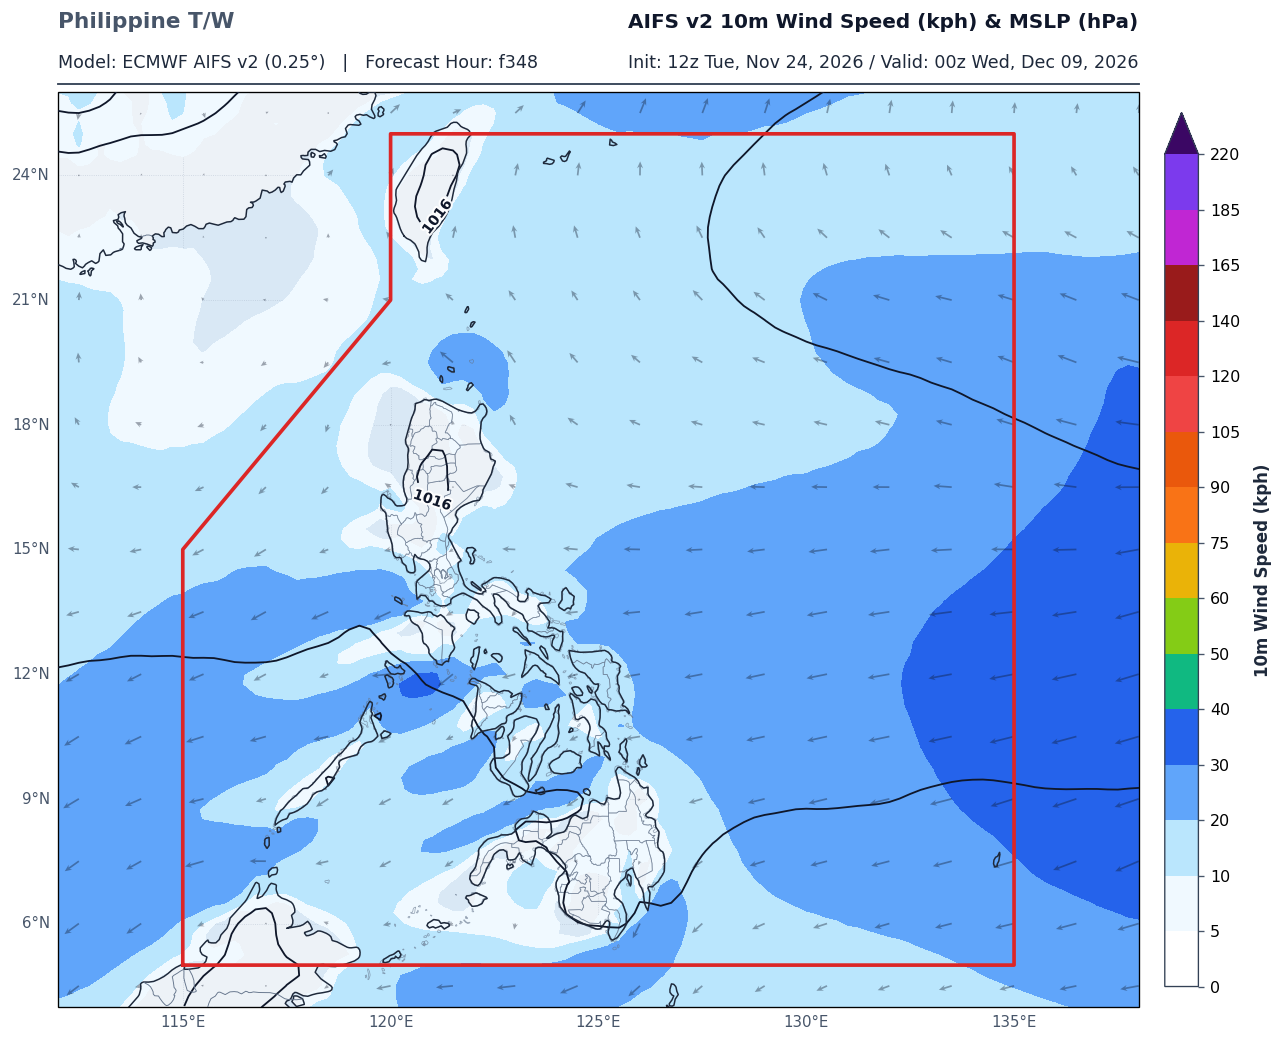 Philippine T/W
AIFS v2 10m Wind Speed (kph) & MSLP (hPa)
Model: ECMWF AIFS v2 (0.25°) | Forecast Hour: f348
Init: 12z Tue, Nov 24, 2026 / Valid: 00z Wed, Dec 09, 2026
24°N
21°N
18°N
15°N
12°N
9°N
6°N
1016
1016
115°E
120°E
125°E
130°E
135°E
220
185
165
140
120
105
90
75
60
50
40
30
20
10
5
0
10m Wind Speed (kph)